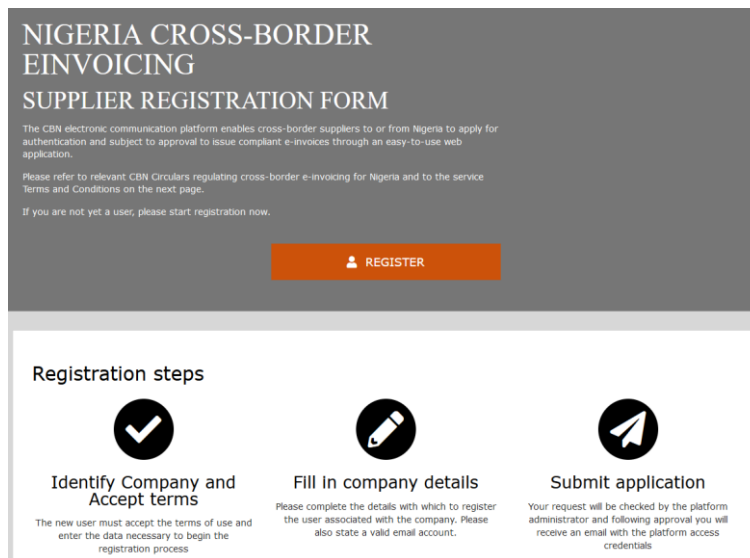 NIGERIA CROSS-BORDER
EINVOICING
SUPPLIER REGISTRATION FORM
The CBN electronic communication platform enables cross-border suppliers to or from Nigeria to apply for
authentication and subject to approval to issue compliant e-invoices through an easy-to-use web
application.
Please refer to relevant CBN Circulars regulating cross-border e-invoicing for Nigeria and to the service
Terms and Conditions on the next page.
If you are not yet a user, please start registration now.
REGISTER
Registration steps
Identify Company and
Accept terms
The new user must accept the terms of use and
enter the data necessary to begin the
registration process
Fill in company details
Please complete the details with which to register
the user associated with the company. Please
also state a valid email account.
Submit application
Your request will be checked by the platform
administrator and following approval you will
receive an email with the platform access
credentials